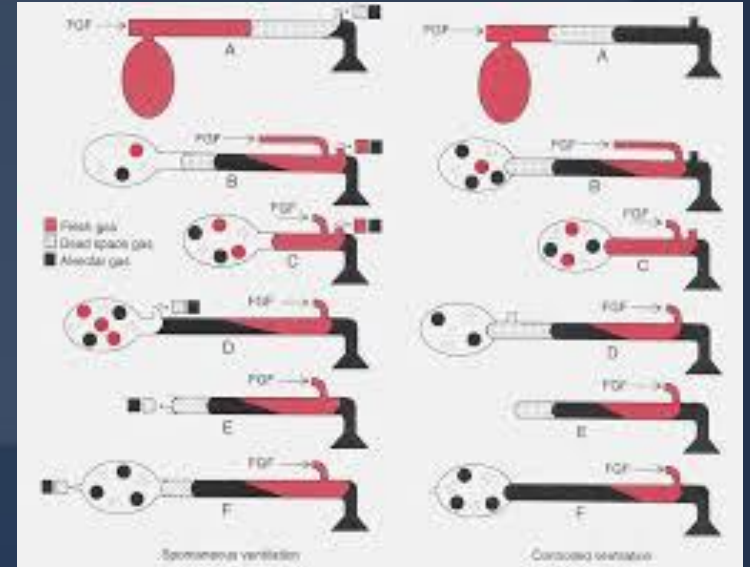 FGF
A
FGF
B
Fresh gas
Dead space gas
Alveolar gas
FGF
C
FGF
D
FGF
E
FGF
F
Spontaneous ventilation
FGF
A
FGF
B
FGF
C
FGF
D
FGF
E
FGF
F
Controlled ventilation